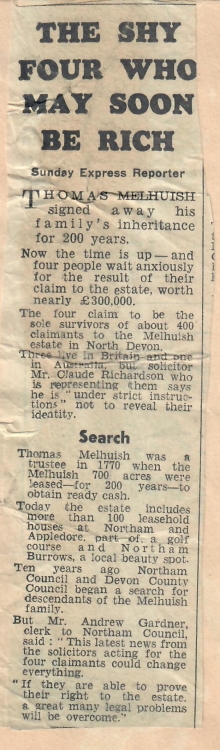 THE SHY
FOUR WHO
MAY SOON
BE RICH
Sunday Express Reporter
THOMAS MELHUISH
signed away his
family's inheritance
for 200 years.
Now the time is up — and
four people wait anxiously
for the result of their
claim to the estate, worth
nearly £300,000.
The four claim to be the
sole survivors of about 400
claimants to the Melhuish
estate in North Devon.
Three live in Britain and one
in Australia, but solicitor
Mr. Claude Richardson who
is representing them says
he is "under strict instruc-
tions" not to reveal their
identity.
Search
Thomas Melhuish was a
trustee in 1770 when the
Melhuish 700 acres were
leased—for 200 years—to
obtain ready cash.
Today the estate includes
more than 100 leasehold
houses at Northam and
Appledore, part of a golf
course and Northam
Burrows, a local beauty spot.
Ten years ago Northam
Council and Devon County
Council began a search for
descendants of the Melhuish
family.
But Mr. Andrew Gardner,
clerk to Northam Council,
said: "This latest news from
the solicitors acting for the
four claimants could change
everything.
"If they are able to prove
their right to the estate,
a great many legal problems
will be overcome."